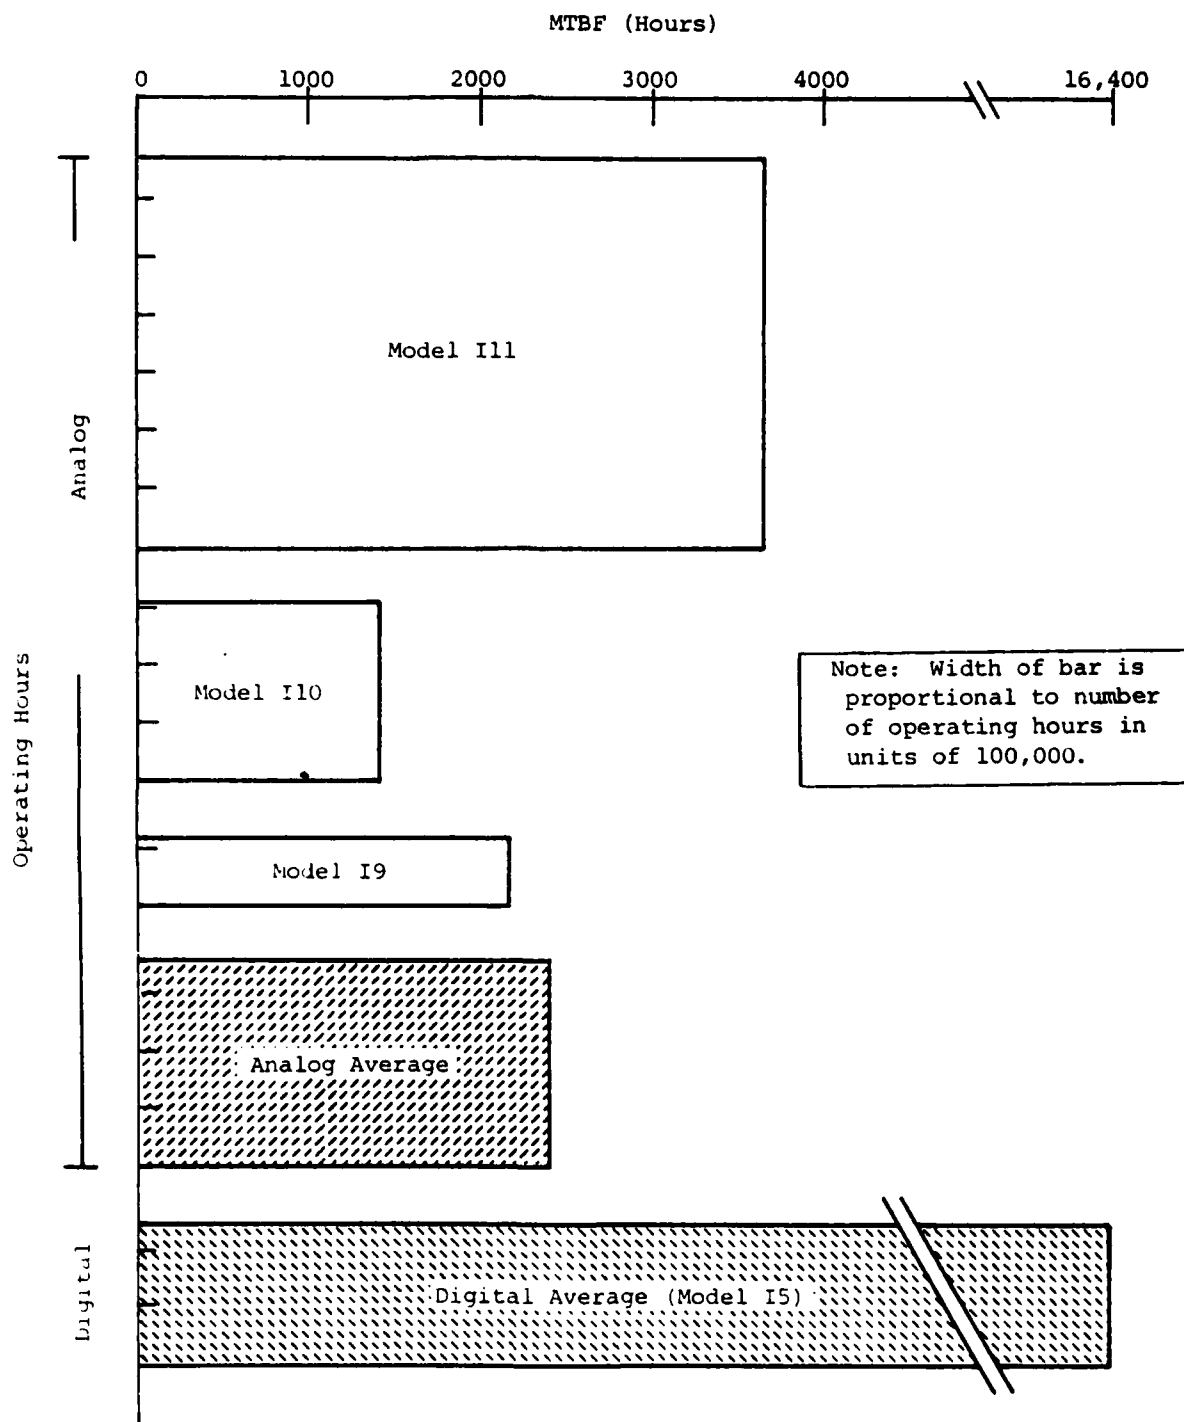 MTBF (Hours)
0 1000 2000 3000 4000 16,400
Analog
Model I11
Operating Hours
Model I10
Note: Width of bar is
proportional to number
of operating hours in
units of 100,000.
Model I9
Analog Average
Digital
Digital Average (Model I5)